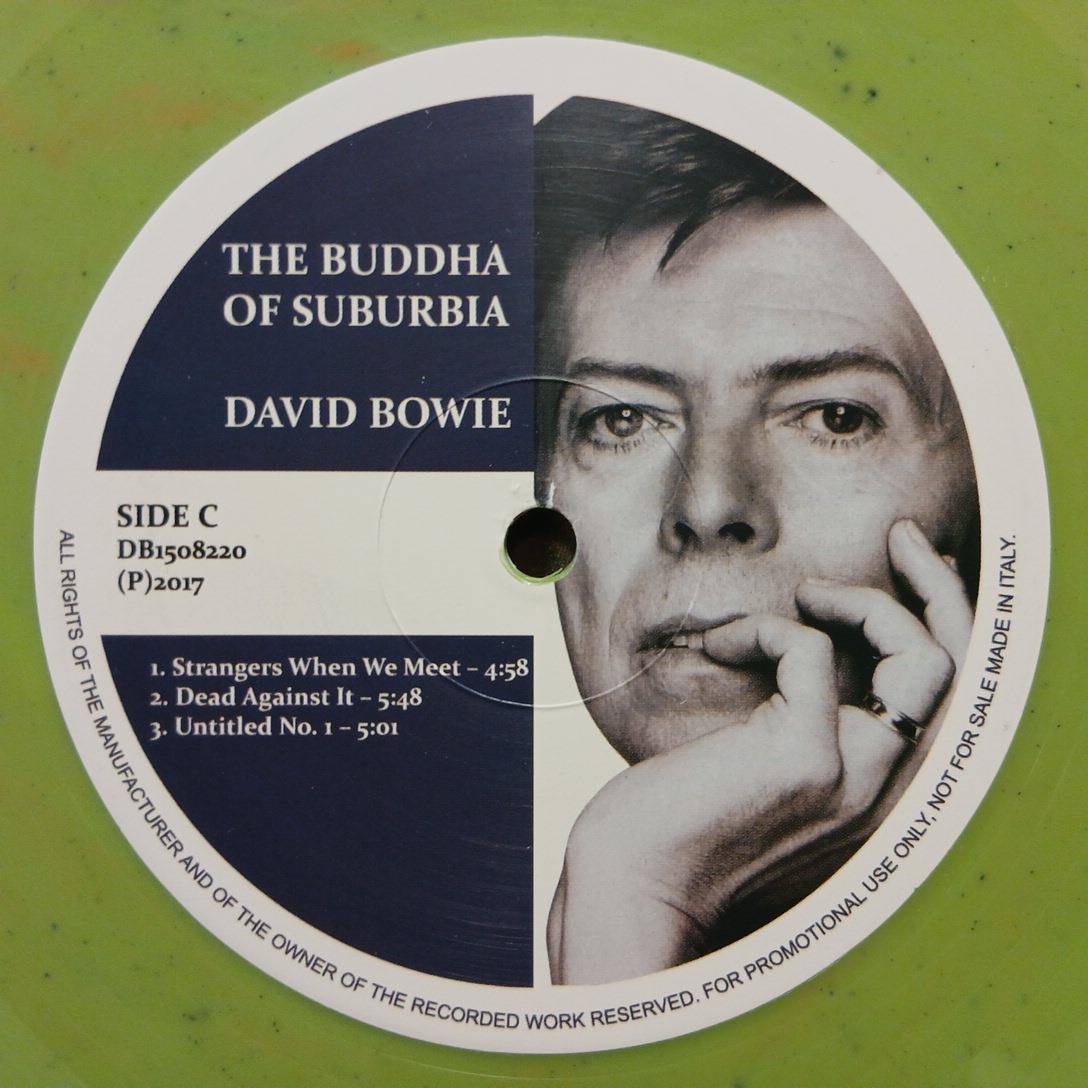 THE BUDDHA
OF SUBURBIA
DAVID BOWIE
SIDE C
DB1508220
(P)2017
1. Strangers When We Meet – 4:58
2. Dead Against It – 5:48
3. Untitled No. 1 – 5:01
ALL RIGHTS OF THE MANUFACTURER AND OF THE OWNER OF THE RECORDED WORK RESERVED. FOR PROMOTIONAL USE ONLY, NOT FOR SALE MADE IN ITALY.